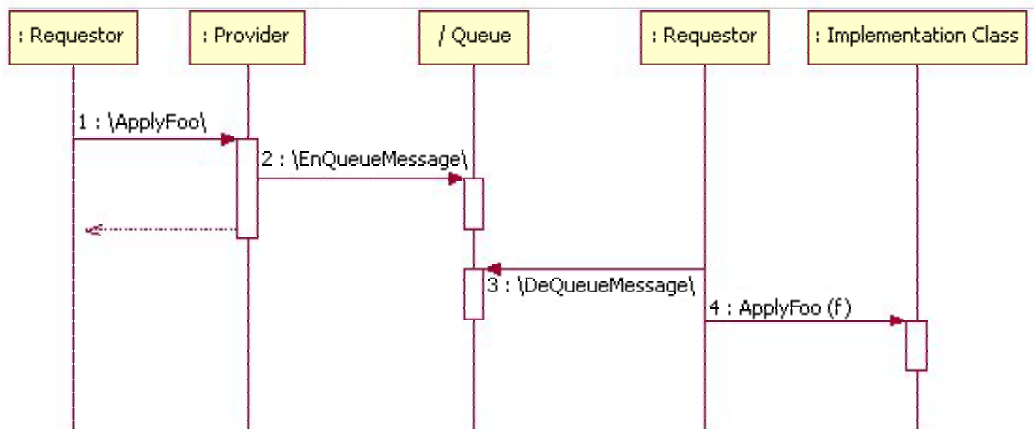 : Requestor
: Provider
/ Queue
: Requestor
: Implementation Class
1 : \ApplyFoo\
2 : \EnQueueMessage\
3 : \DeQueueMessage\
4 : ApplyFoo (f)